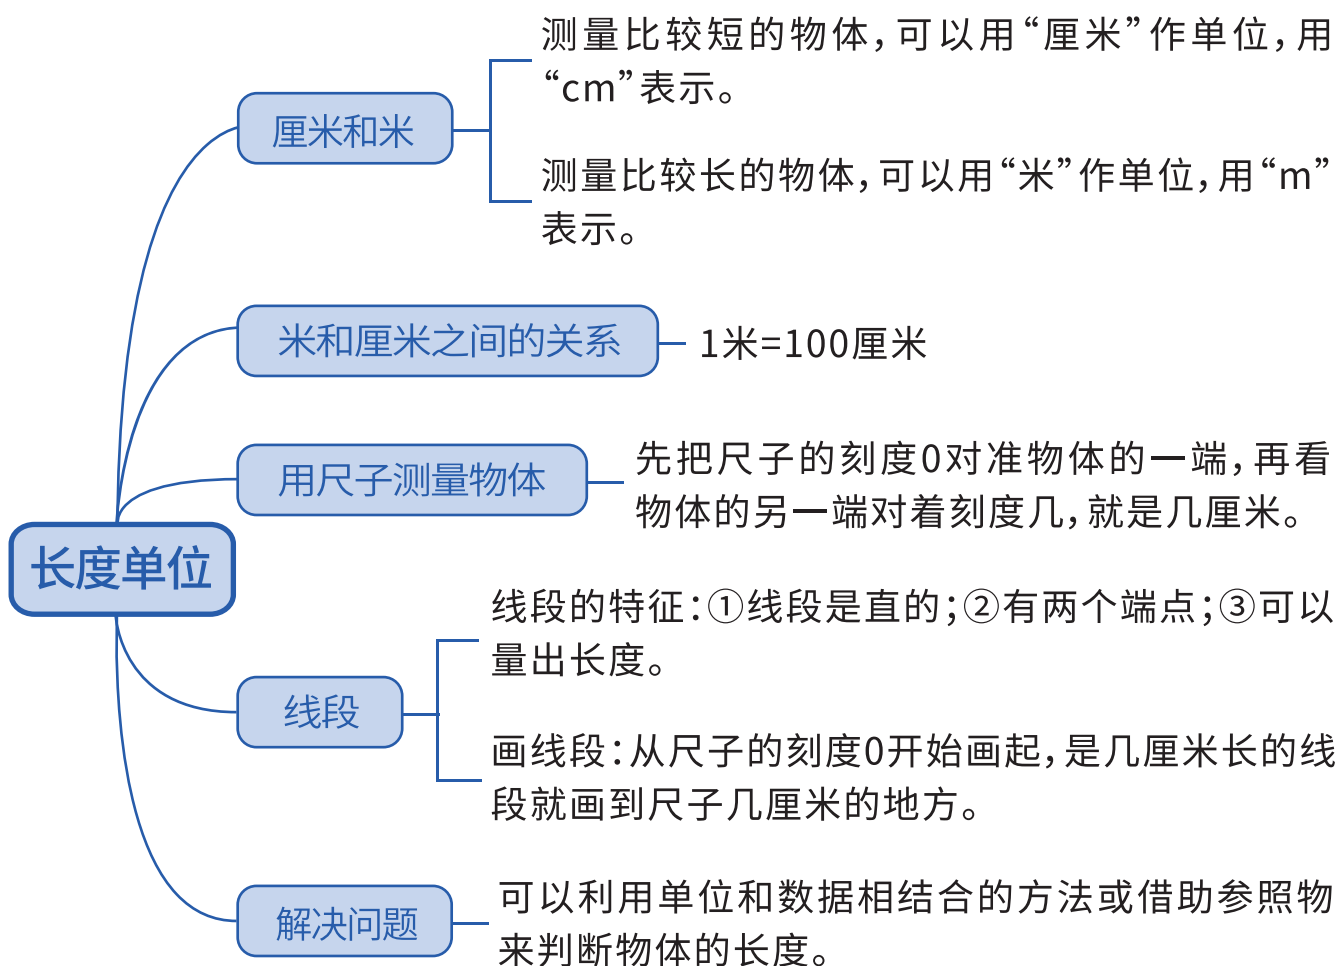 测量比较短的物体，可以用“厘米”作单位，用
“cm”表示。
厘米和米
测量比较长的物体，可以用“米”作单位，用“m”
表示。
米和厘米之间的关系
1米=100厘米
用尺子测量物体
先把尺子的刻度0对准物体的一端，再看
物体的另一端对着刻度几，就是几厘米。
长度单位
线段的特征：①线段是直的；②有两个端点；③可以
量出长度。
线段
画线段：从尺子的刻度0开始画起，是几厘米长的线
段就画到尺子几厘米的地方。
解决问题
可以利用单位和数据相结合的方法或借助参照物
来判断物体的长度。